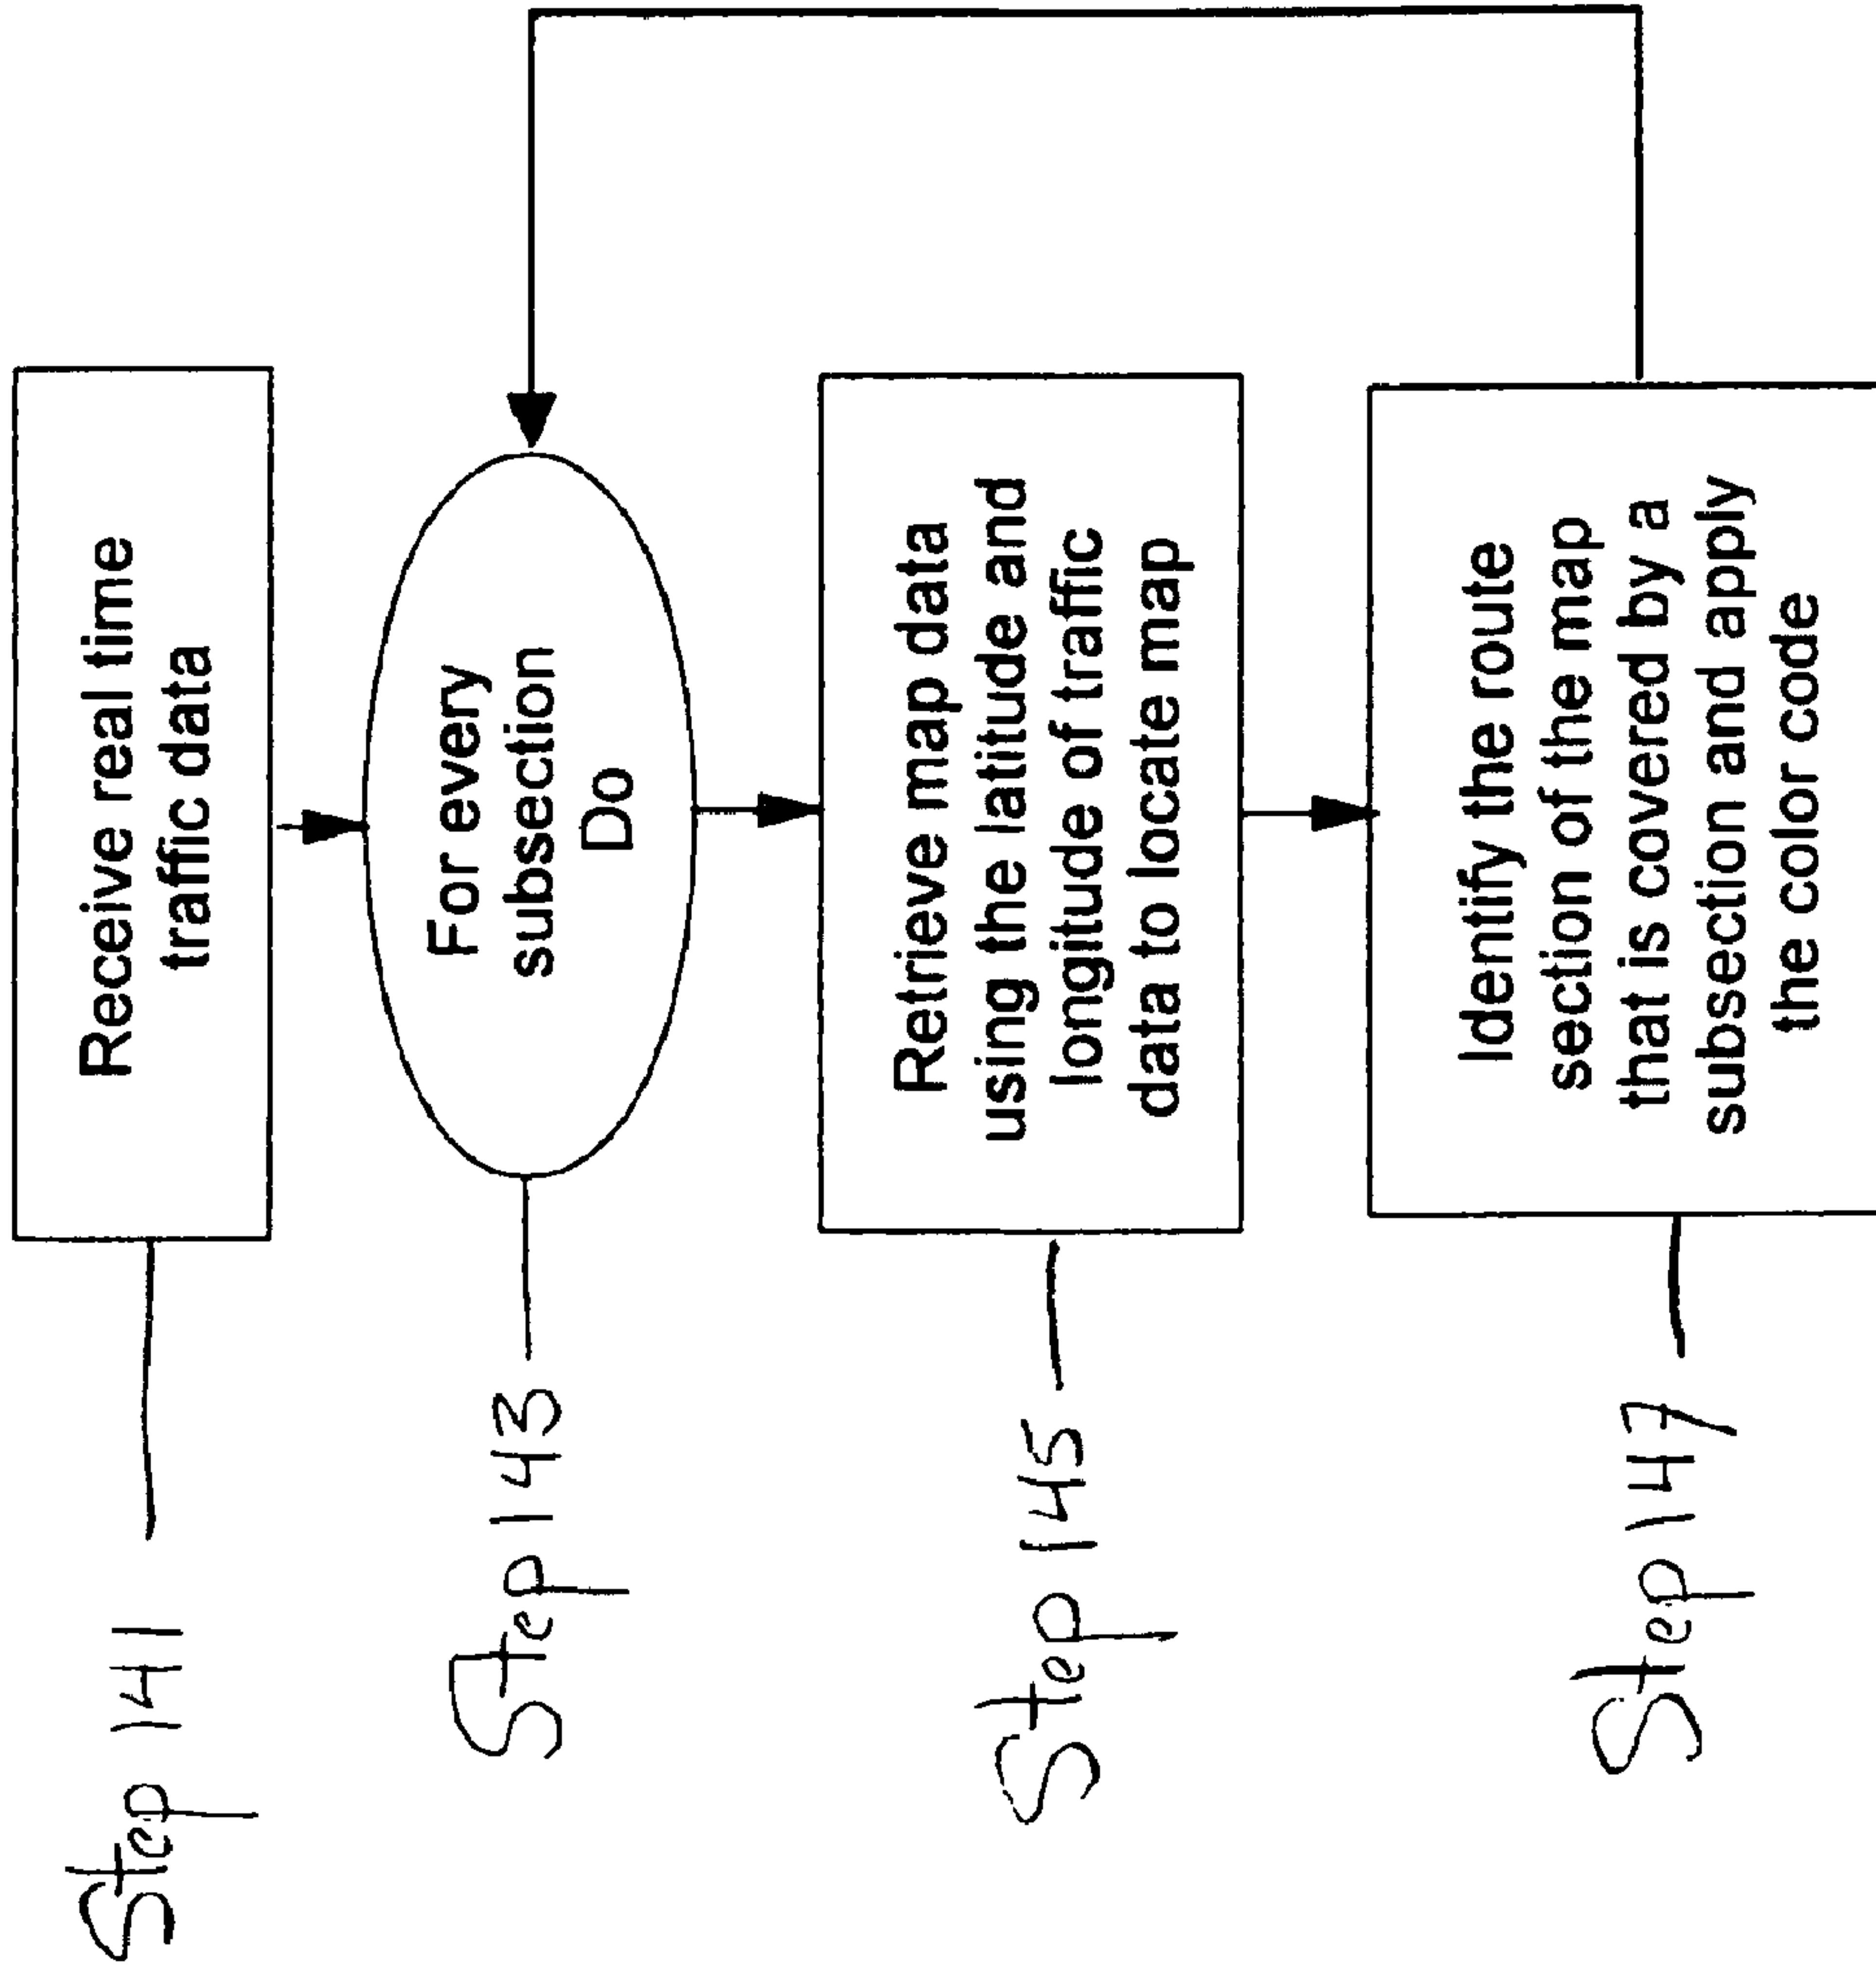 Step 141
Receive real time
traffic data
Step 143
For every
subsection
Do
Step 145
Retrieve map data
using the latitude and
longitude of traffic
data to locate map
Step 147
Identify the route
section of the map
that is covered by a
subsection and apply
the color code